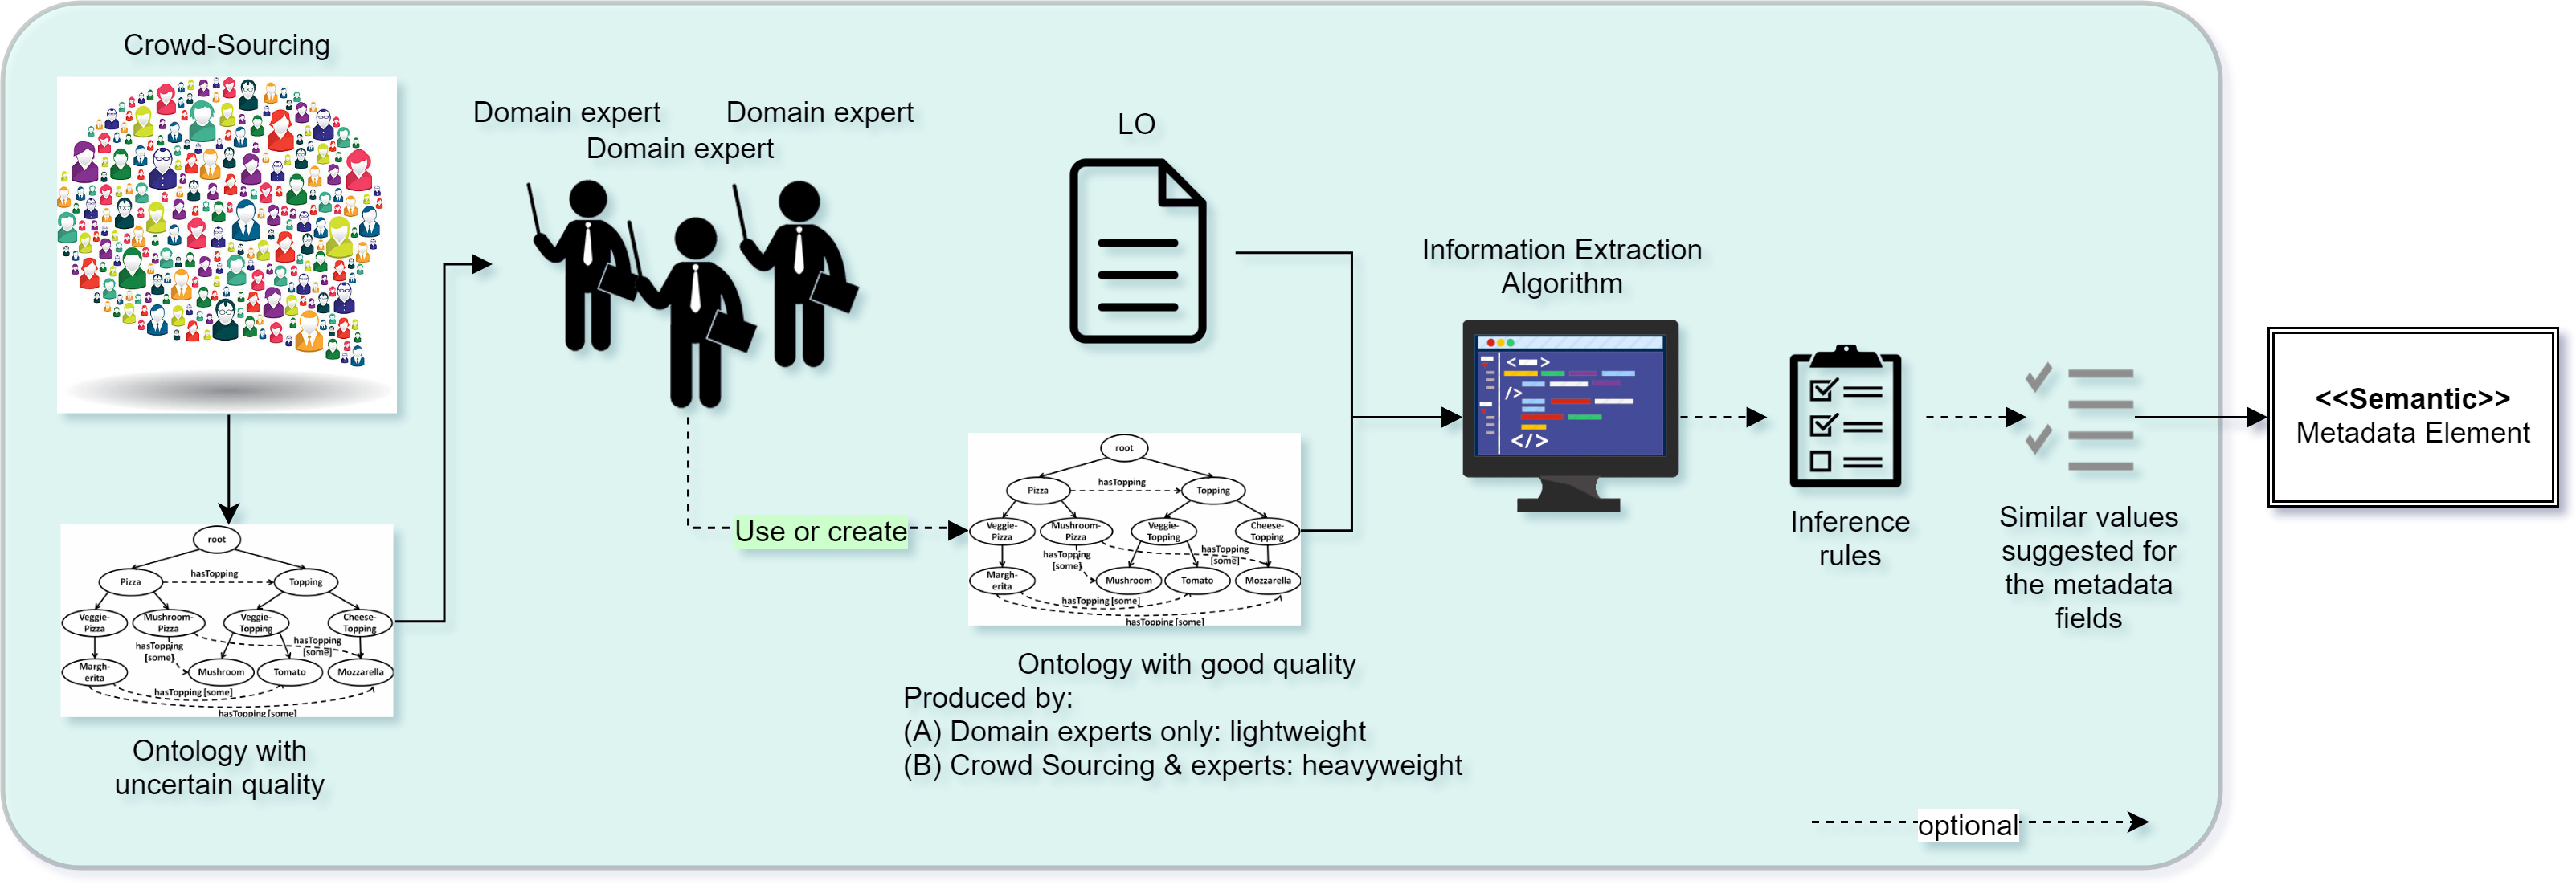 Crowd-Sourcing
Domain expert
Domain expert
Domain expert
LO
Information Extraction
Algorithm
</>
< >
/>
root
Pizza
hasTopping
Topping
Veggie-
Pizza
Mushroom-
Pizza
Veggie-
Topping
Cheese-
Topping
hasTopping
[some]
hasTopping
[some]
Margh-
erita
Mushroom
Tomato
Mozzarella
hasTopping [some]
hasTopping [some]
Ontology with
uncertain quality
Use or create
root
Pizza
hasTopping
Topping
Veggie-
Pizza
Mushroom-
Pizza
Veggie-
Topping
Cheese-
Topping
hasTopping
[some]
hasTopping
[some]
Margh-
erita
Mushroom
Tomato
Mozzarella
hasTopping [some]
hasTopping [some]
Ontology with good quality
Produced by:
(A) Domain experts only: lightweight
(B) Crowd Sourcing & experts: heavyweight
Inference
rules
Similar values
suggested for
the metadata
fields
<<Semantic>>
Metadata Element
optional